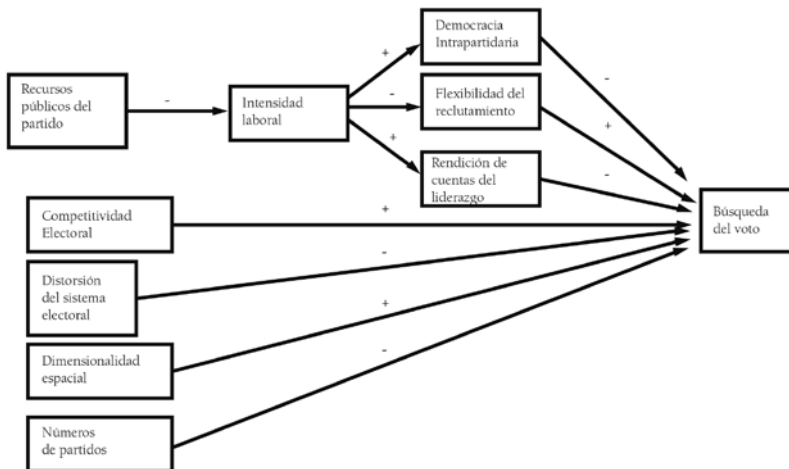 Democracia
Intrapartidaria
+
-
Recursos
públicos del
partido
-
Intensidad
laboral
-
Flexibilidad del
reclutamiento
+
+
Rendición de
cuentas del
liderazgo
-
Competitividad
Electoral
+
Búsqueda
del voto
-
Distorsión
del sistema
electoral
+
Dimensionalidad
espacial
-
Números
de partidos